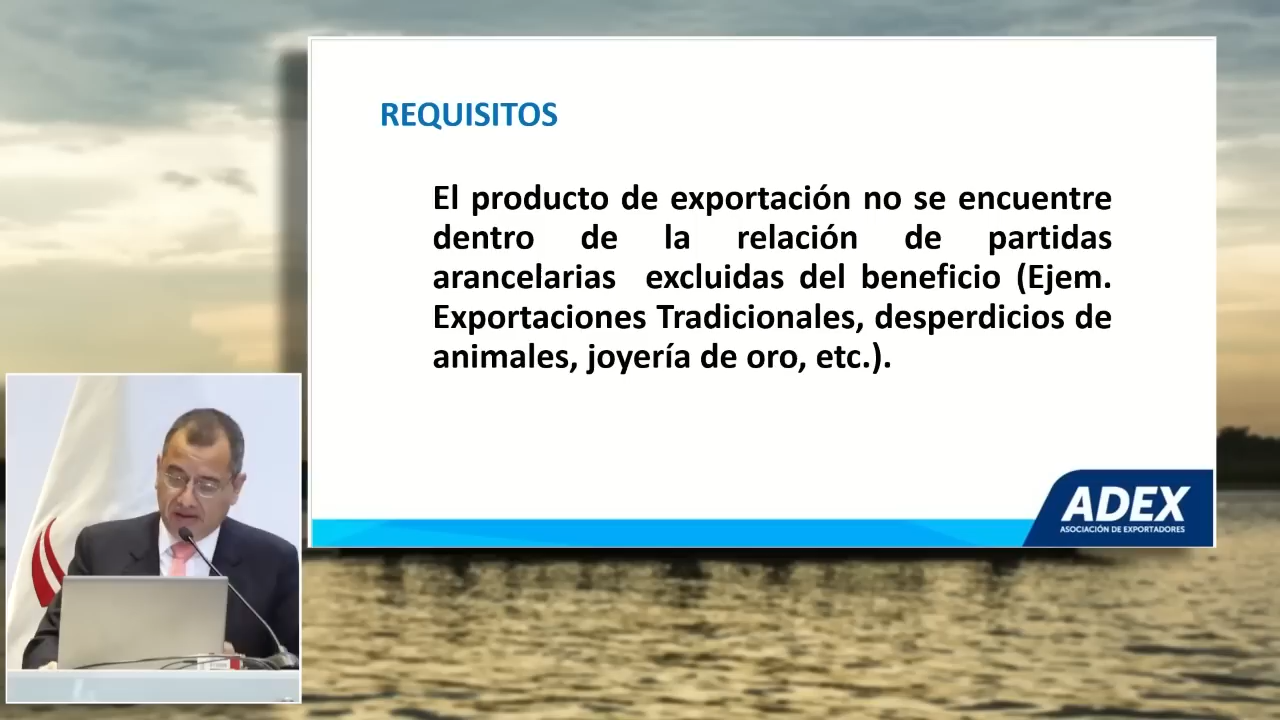 REQUISITOS
El producto de exportación no se encuentre
dentro de la relación de partidas
arancelarias excluidas del beneficio (Ejem.
Exportaciones Tradicionales, desperdicios de
animales, joyería de oro, etc.).
ADEX
ASOCIACIÓN DE EXPORTADORES